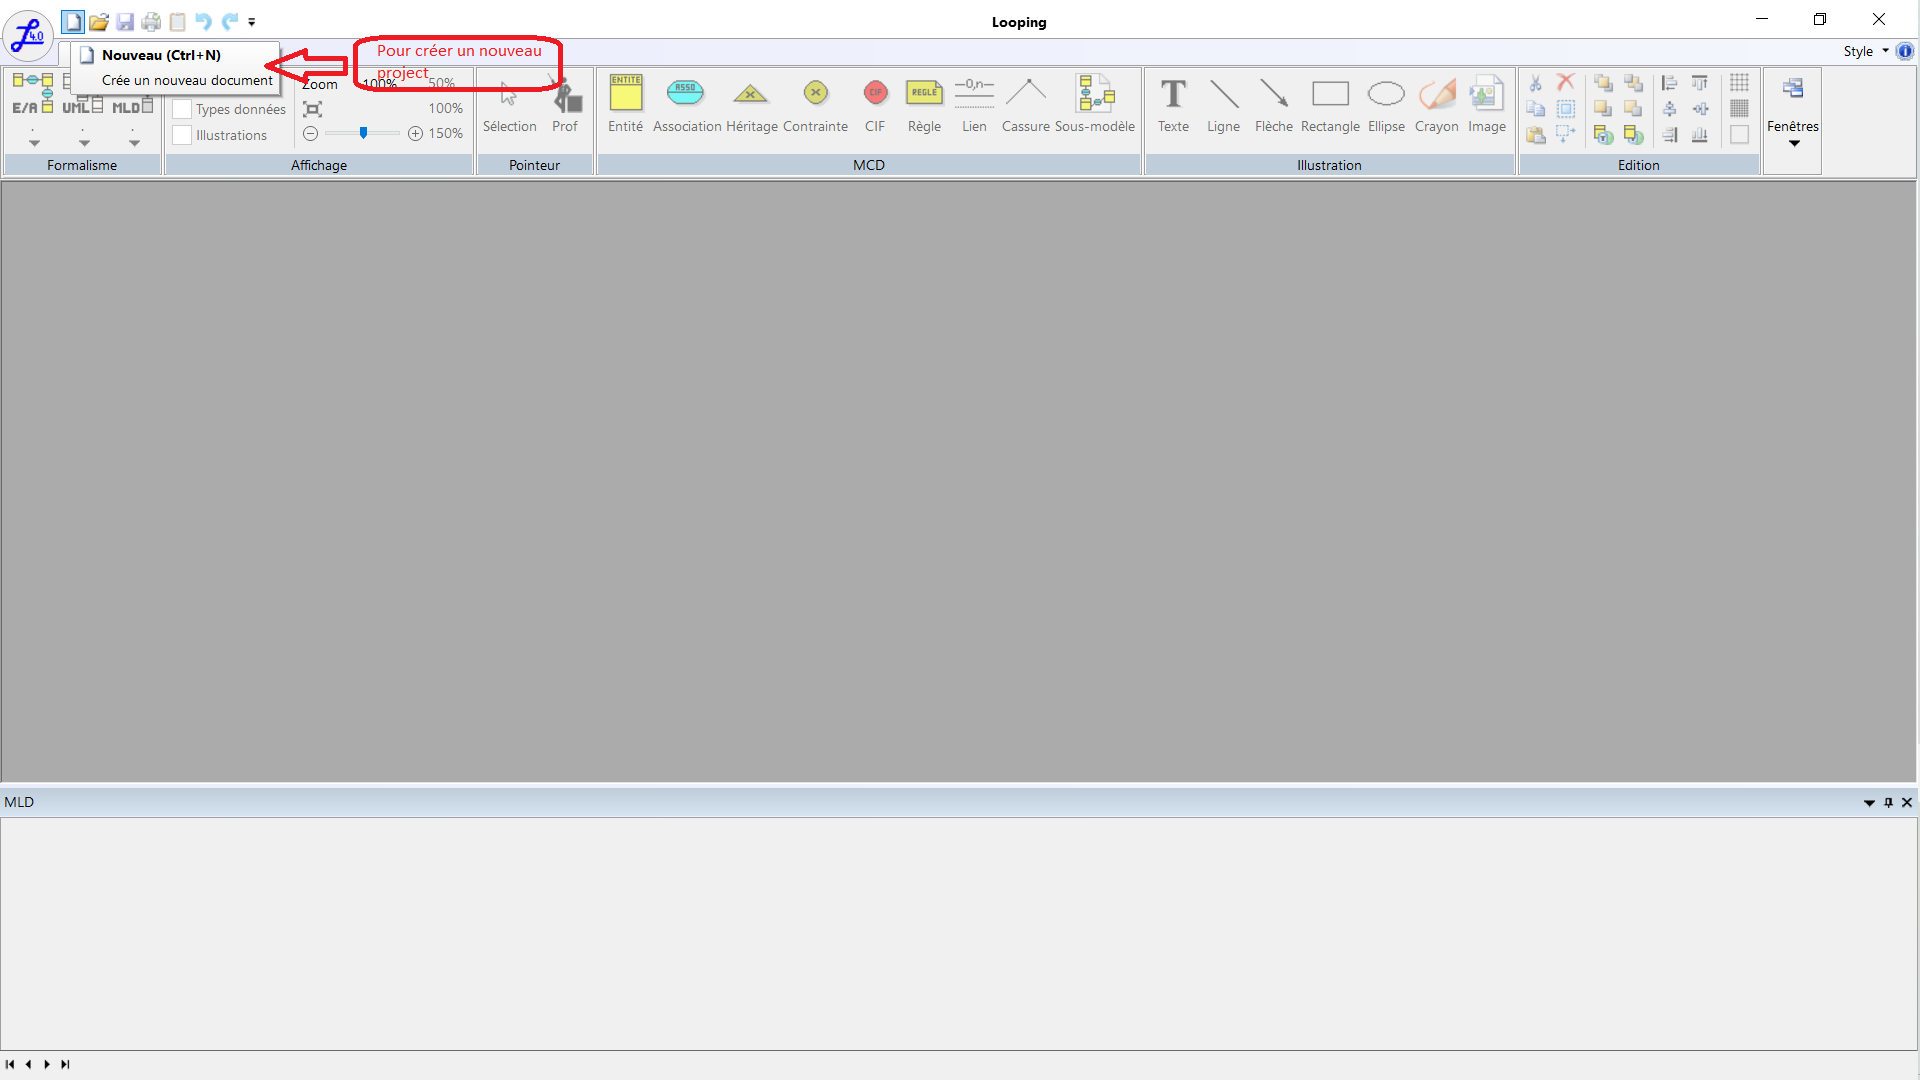 Looping
4.0
Nouveau (Ctrl+N)
Crée un nouveau document
Pour créer un nouveau
project
Style
E/R UML MLD
Types données
Illustrations
Zoom 100% 50%
100%
150%
Sélection Prof
ENTITE ASSO CIF REGLE —0,n—
Entité Association Héritage Contrainte CIF Règle Lien Cassure Sous-modèle
T
Texte Ligne Flèche Rectangle Ellipse Crayon Image
Fenêtres
Formalisme Affichage Pointeur MCD Illustration Edition
MLD